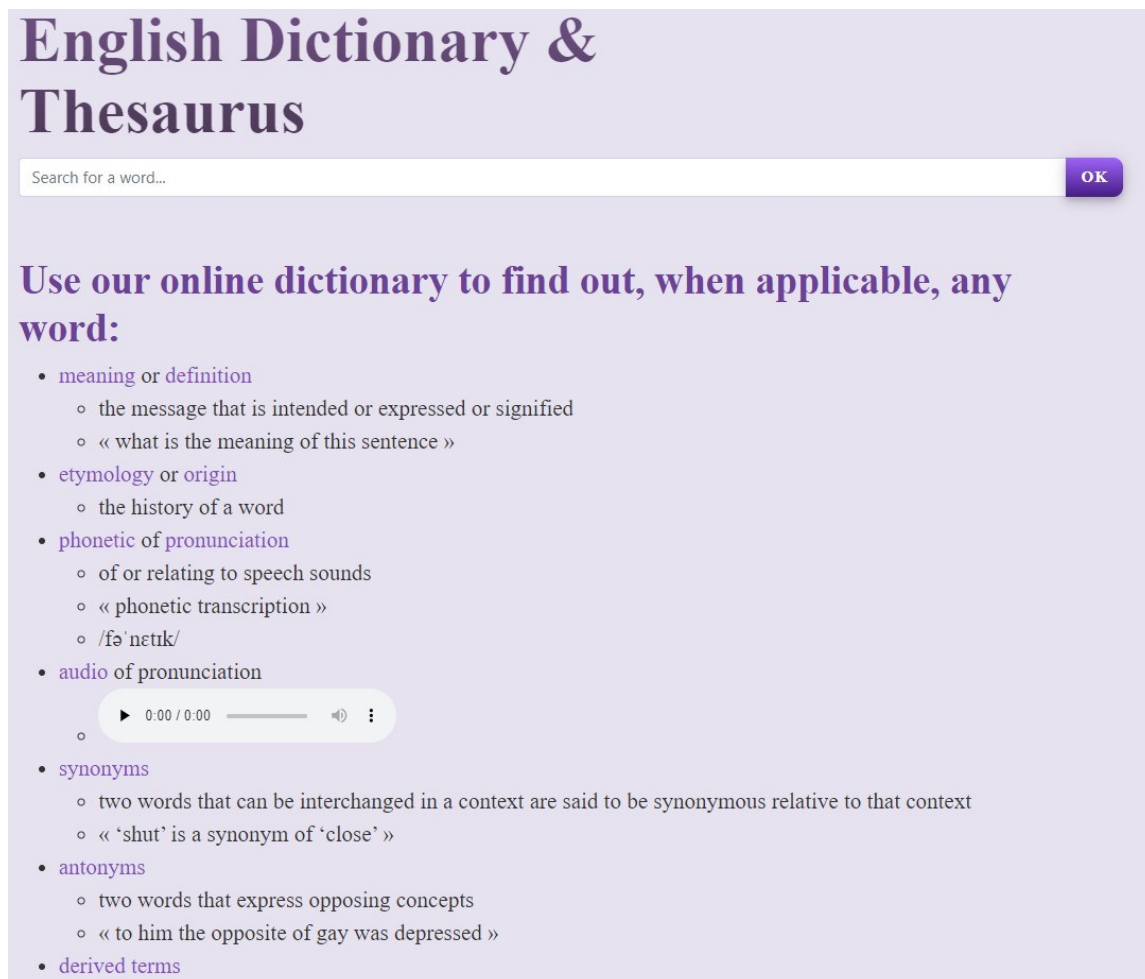 English Dictionary &
Thesaurus
Search for a word...
OK
Use our online dictionary to find out, when applicable, any
word:
• meaning or definition
◦ the message that is intended or expressed or signified
◦ « what is the meaning of this sentence »
• etymology or origin
◦ the history of a word
• phonetic of pronunciation
◦ of or relating to speech sounds
◦ « phonetic transcription »
◦ /fəˈnɛtɪk/
• audio of pronunciation
◦ 0:00 / 0:00
• synonyms
◦ two words that can be interchanged in a context are said to be synonymous relative to that context
◦ « ‘shut’ is a synonym of ‘close’ »
• antonyms
◦ two words that express opposing concepts
◦ « to him the opposite of gay was depressed »
• derived terms